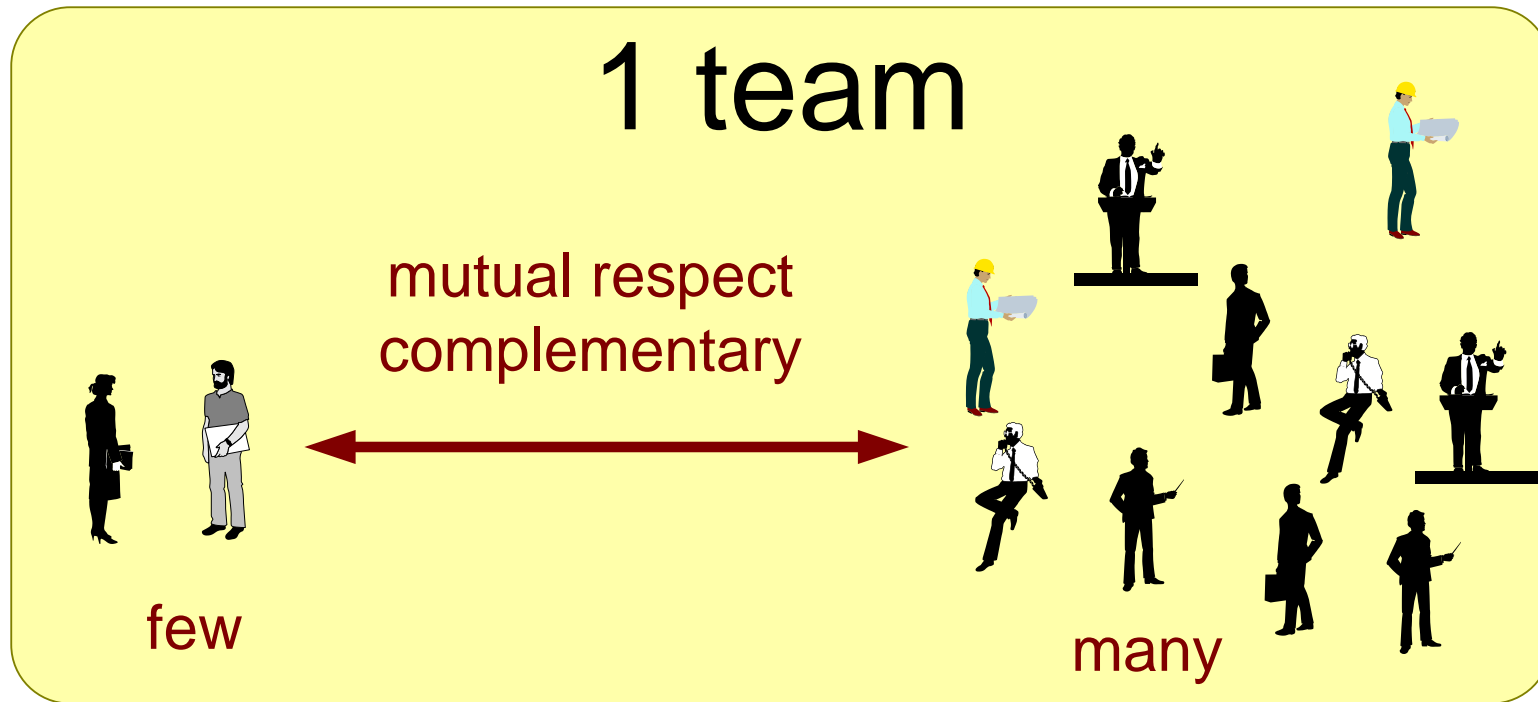 1 team
mutual respect
complementary
few
many